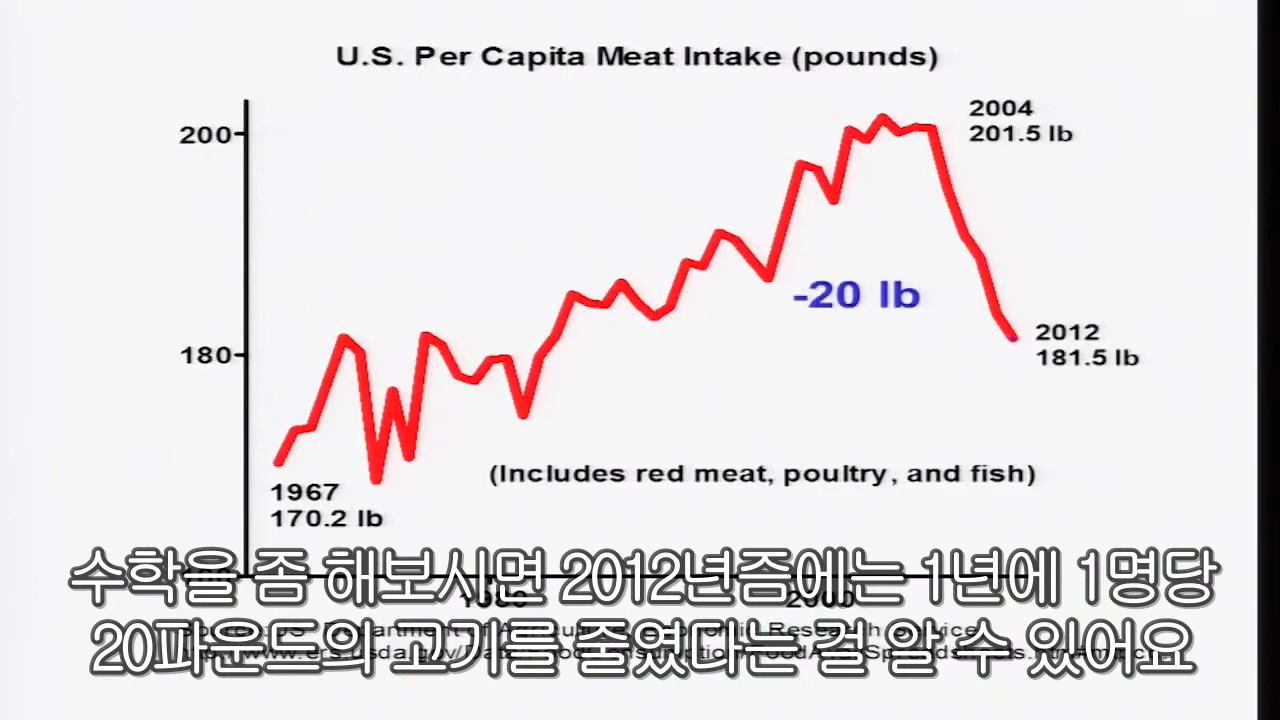 U.S. Per Capita Meat Intake (pounds)
2004
201.5 lb
200
-20 lb
2012
181.5 lb
180
(Includes red meat, poultry, and fish)
1967
170.2 lb
수학을 좀 해보시면 2012년즘에는 1년에 1명당
1980
2000
20파운드의 고기를 줄였다는 걸 알 수 있어요